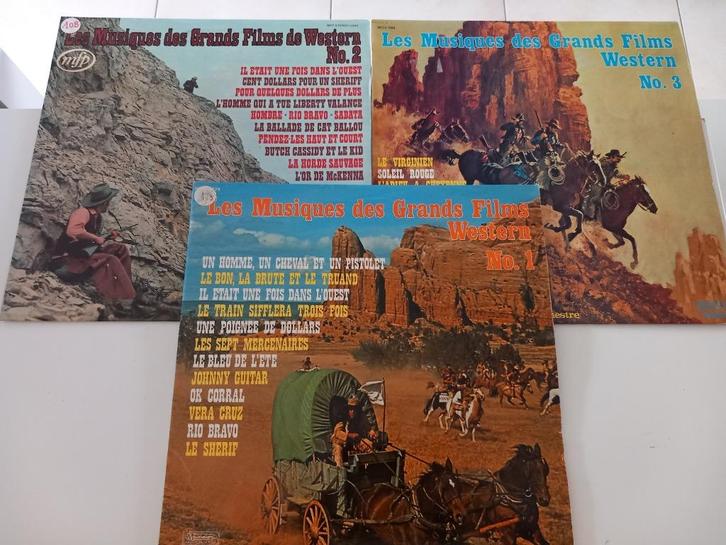 108
Les Musiques des Grands Films de Western
No. 2
mfp
IL ETAIT UNE FOIS DANS L'OUEST
CENT DOLLARS POUR UN SHERIFF
POUR QUELQUES DOLLARS DE PLUS
L'HOMME QUI A TUE LIBERTY VALANCE
HOMBRE - RIO BRAVO - SABATA
LA BALLADE DE CAT BALLOU
PENDEZ-LES HAUT ET COURT
BUTCH CASSIDY ET LE KID
LA HORDE SAUVAGE
L'OR DE McKENNA
Les Musiques des Grands Films
Western
No. 3
LE VIRGINIEN
SOLEIL ROUGE
Les Musiques des Grands Films
Western
No. 1
UN HOMME, UN CHEVAL ET UN PISTOLET
LE BON, LA BRUTE ET LE TRUAND
IL ETAIT UNE FOIS DANS L'OUEST
LE TRAIN SIFFLERA TROIS FOIS
UNE POIGNEE DE DOLLARS
LES SEPT MERCENAIRES
LE BLEU DE L'ETE
JOHNNY GUITAR
OK CORRAL
VERA CRUZ
RIO BRAVO
LE SHERIF